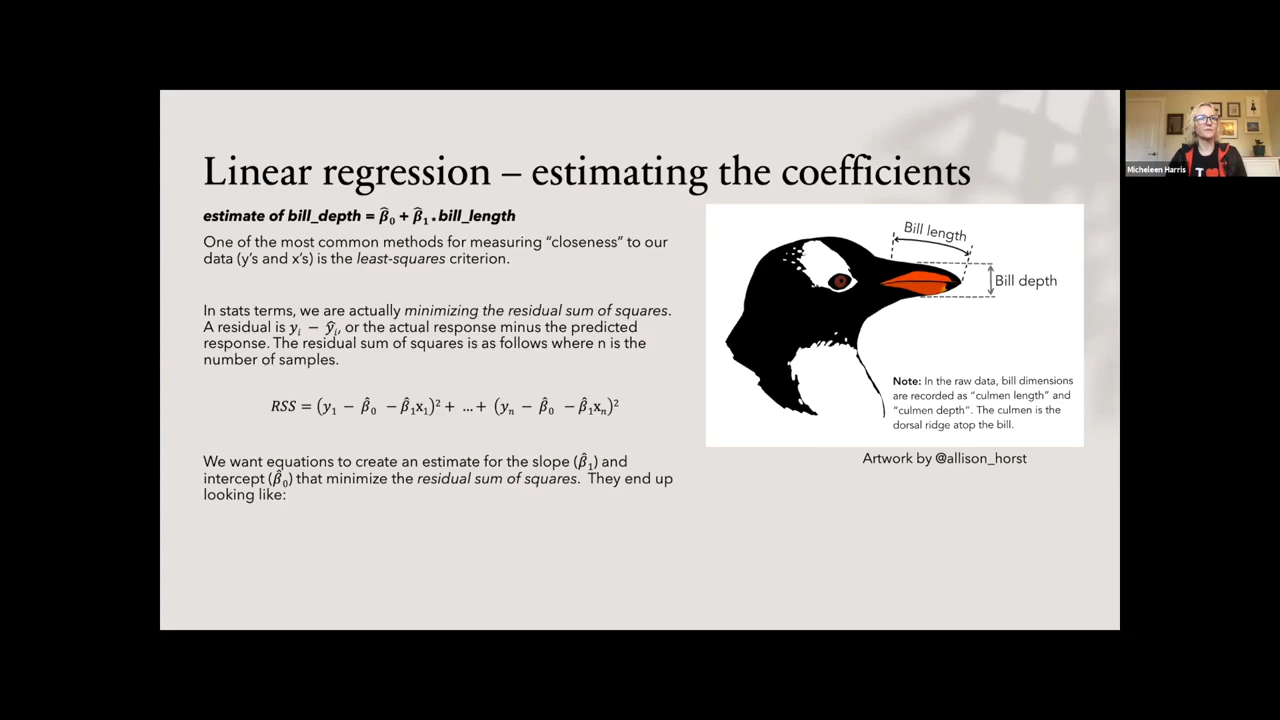 Linear regression – estimating the coefficients
estimate of bill_depth = β̂₀ + β̂₁ • bill_length
One of the most common methods for measuring “closeness” to our
data (y’s and x’s) is the least-squares criterion.
In stats terms, we are actually minimizing the residual sum of squares.
A residual is yᵢ − ŷᵢ, or the actual response minus the predicted
response. The residual sum of squares is as follows where n is the
number of samples.
RSS = (y₁ − β̂₀ − β̂₁x₁)² + …+ (yₙ − β̂₀ − β̂₁xₙ)²
We want equations to create an estimate for the slope (β̂₁) and
intercept (β̂₀) that minimize the residual sum of squares. They end up
looking like:
Bill length
Bill depth
Note: In the raw data, bill dimensions
are recorded as “culmen length” and
“culmen depth”. The culmen is the
dorsal ridge atop the bill.
Artwork by @allison_horst
Micheleen Harris
I